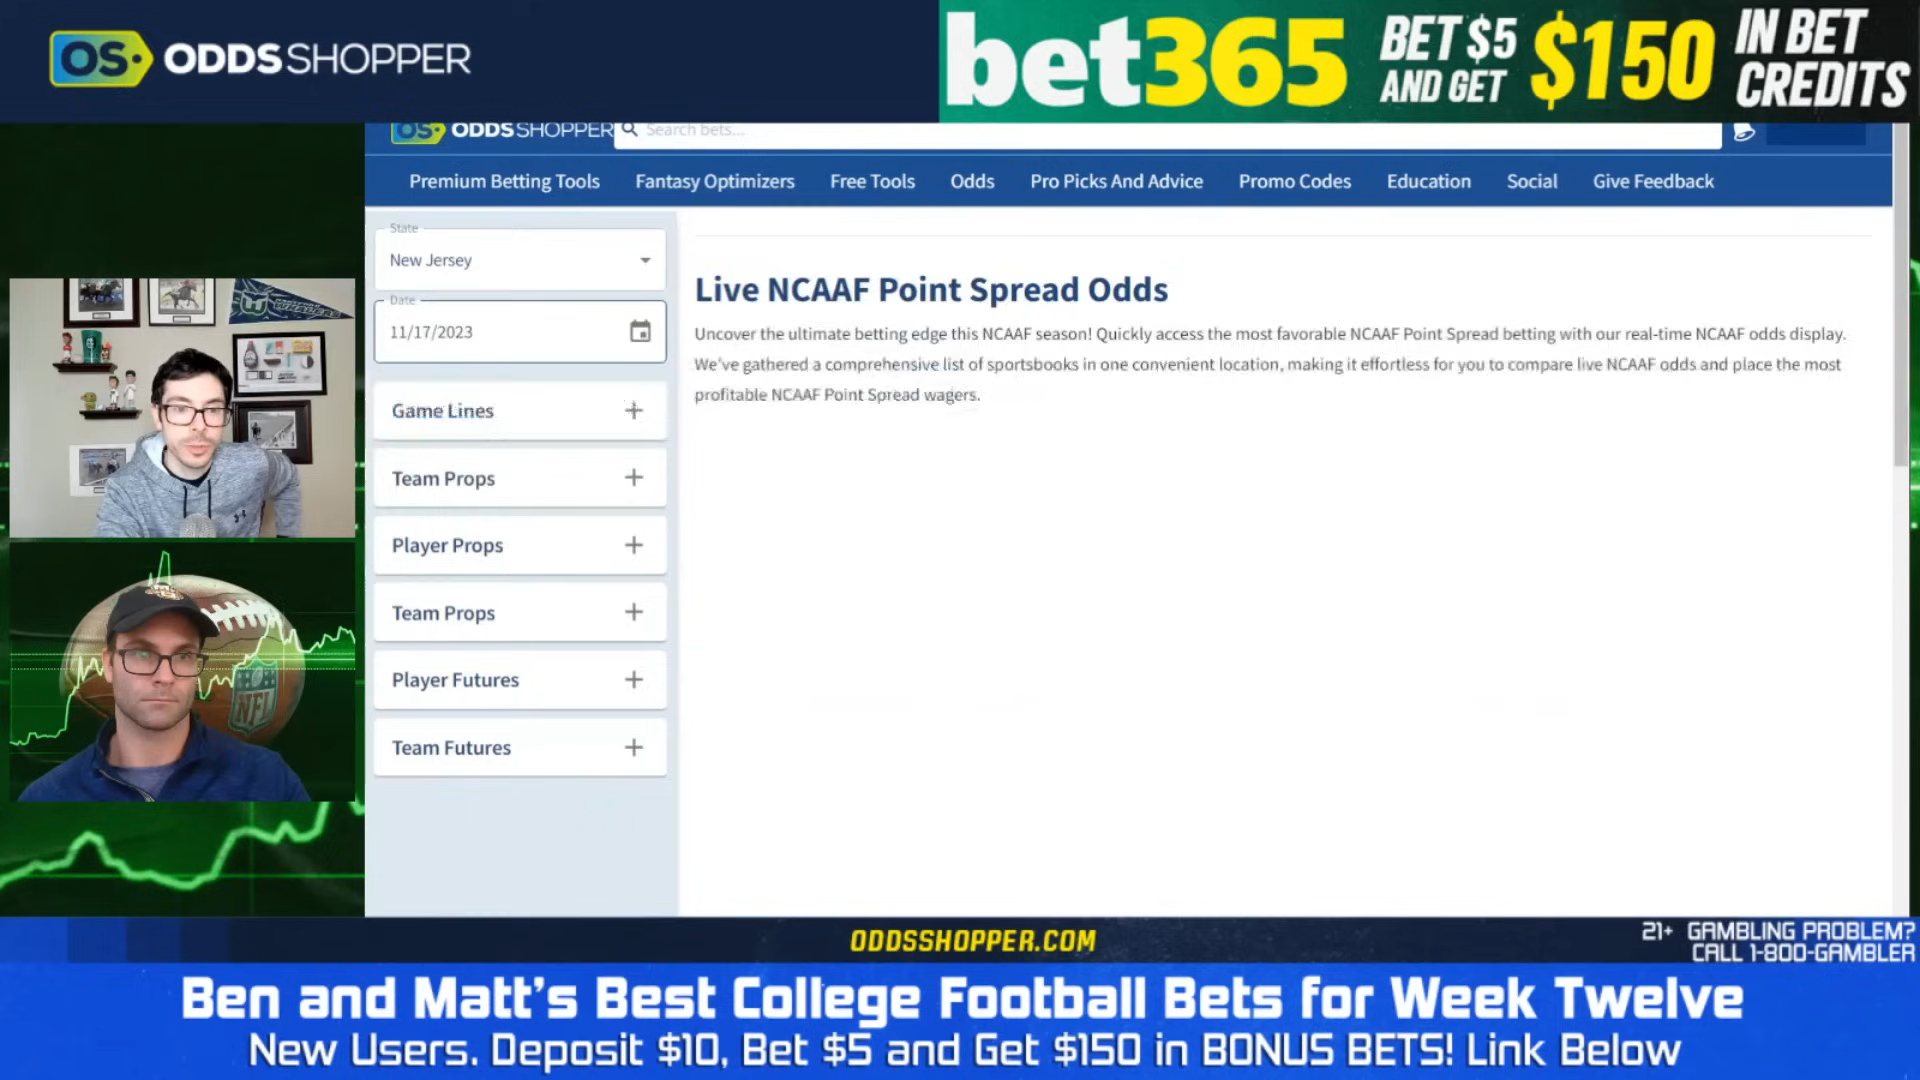 OS ODDSSHOPPER
bet365 BET $5 AND GET $150 IN BET CREDITS
OS ODDSSHOPPER Search bets...
Premium Betting Tools Fantasy Optimizers Free Tools Odds Pro Picks And Advice Promo Codes Education Social Give Feedback
State
New Jersey
Date
11/17/2023
Game Lines
Team Props
Player Props
Team Props
Player Futures
Team Futures
Live NCAAF Point Spread Odds
Uncover the ultimate betting edge this NCAAF season! Quickly access the most favorable NCAAF Point Spread betting with our real-time NCAAF odds display.
We've gathered a comprehensive list of sportsbooks in one convenient location, making it effortless for you to compare live NCAAF odds and place the most
profitable NCAAF Point Spread wagers.
NFL
ODDSSHOPPER.COM
21+ GAMBLING PROBLEM?
CALL 1-800-GAMBLER
Ben and Matt's Best College Football Bets for Week Twelve
New Users. Deposit $10, Bet $5 and Get $150 in BONUS BETS! Link Below